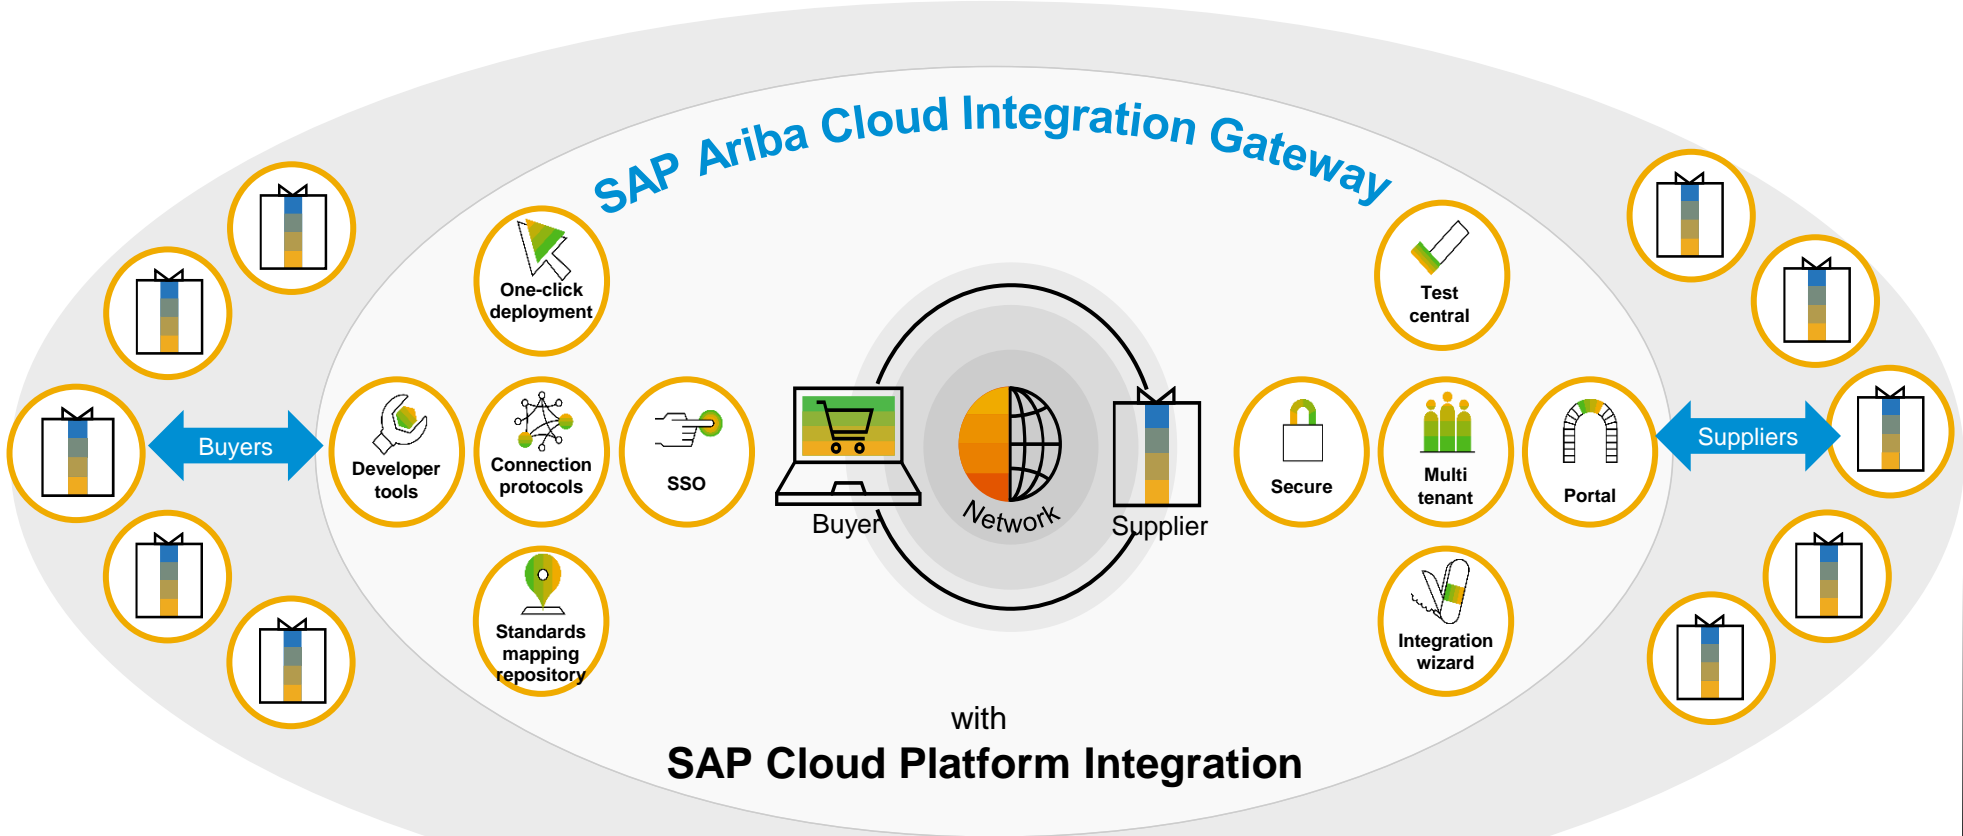 SAP Ariba Cloud Integration Gateway
One-click
deployment
Test
central
Buyers
Developer
tools
Connection
protocols
SSO
Buyer
Network
Supplier
Secure
Multi
tenant
Portal
Suppliers
Standards
mapping
repository
Integration
wizard
with
SAP Cloud Platform Integration